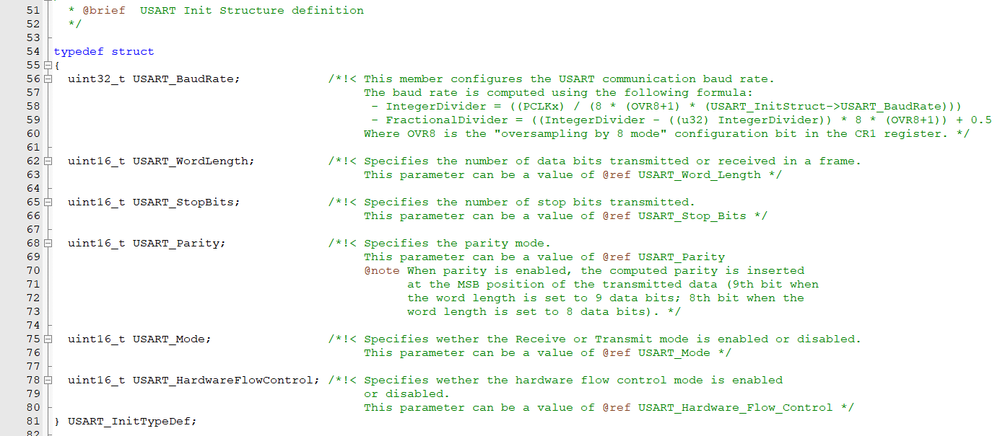 51 * @brief  USART Init Structure definition
52 */
53
54 typedef struct
55 {
56 uint32_t USART_BaudRate; /*!< This member configures the USART communication baud rate.
57 The baud rate is computed using the following formula:
58 - IntegerDivider = ((PCLKx) / (8 * (OVR8+1) * (USART_InitStruct->USART_BaudRate)))
59 - FractionalDivider = ((IntegerDivider - ((u32) IntegerDivider)) * 8 * (OVR8+1)) + 0.5
60 Where OVR8 is the "oversampling by 8 mode" configuration bit in the CR1 register. */
61
62 uint16_t USART_WordLength; /*!< Specifies the number of data bits transmitted or received in a frame.
63 This parameter can be a value of @ref USART_Word_Length */
64
65 uint16_t USART_StopBits; /*!< Specifies the number of stop bits transmitted.
66 This parameter can be a value of @ref USART_Stop_Bits */
67
68 uint16_t USART_Parity; /*!< Specifies the parity mode.
69 This parameter can be a value of @ref USART_Parity
70 @note When parity is enabled, the computed parity is inserted
71 at the MSB position of the transmitted data (9th bit when
72 the word length is set to 9 data bits; 8th bit when the
73 word length is set to 8 data bits). */
74
75 uint16_t USART_Mode; /*!< Specifies wether the Receive or Transmit mode is enabled or disabled.
76 This parameter can be a value of @ref USART_Mode */
77
78 uint16_t USART_HardwareFlowControl; /*!< Specifies wether the hardware flow control mode is enabled
79 or disabled.
80 This parameter can be a value of @ref USART_Hardware_Flow_Control */
81 } USART_InitTypeDef;
82